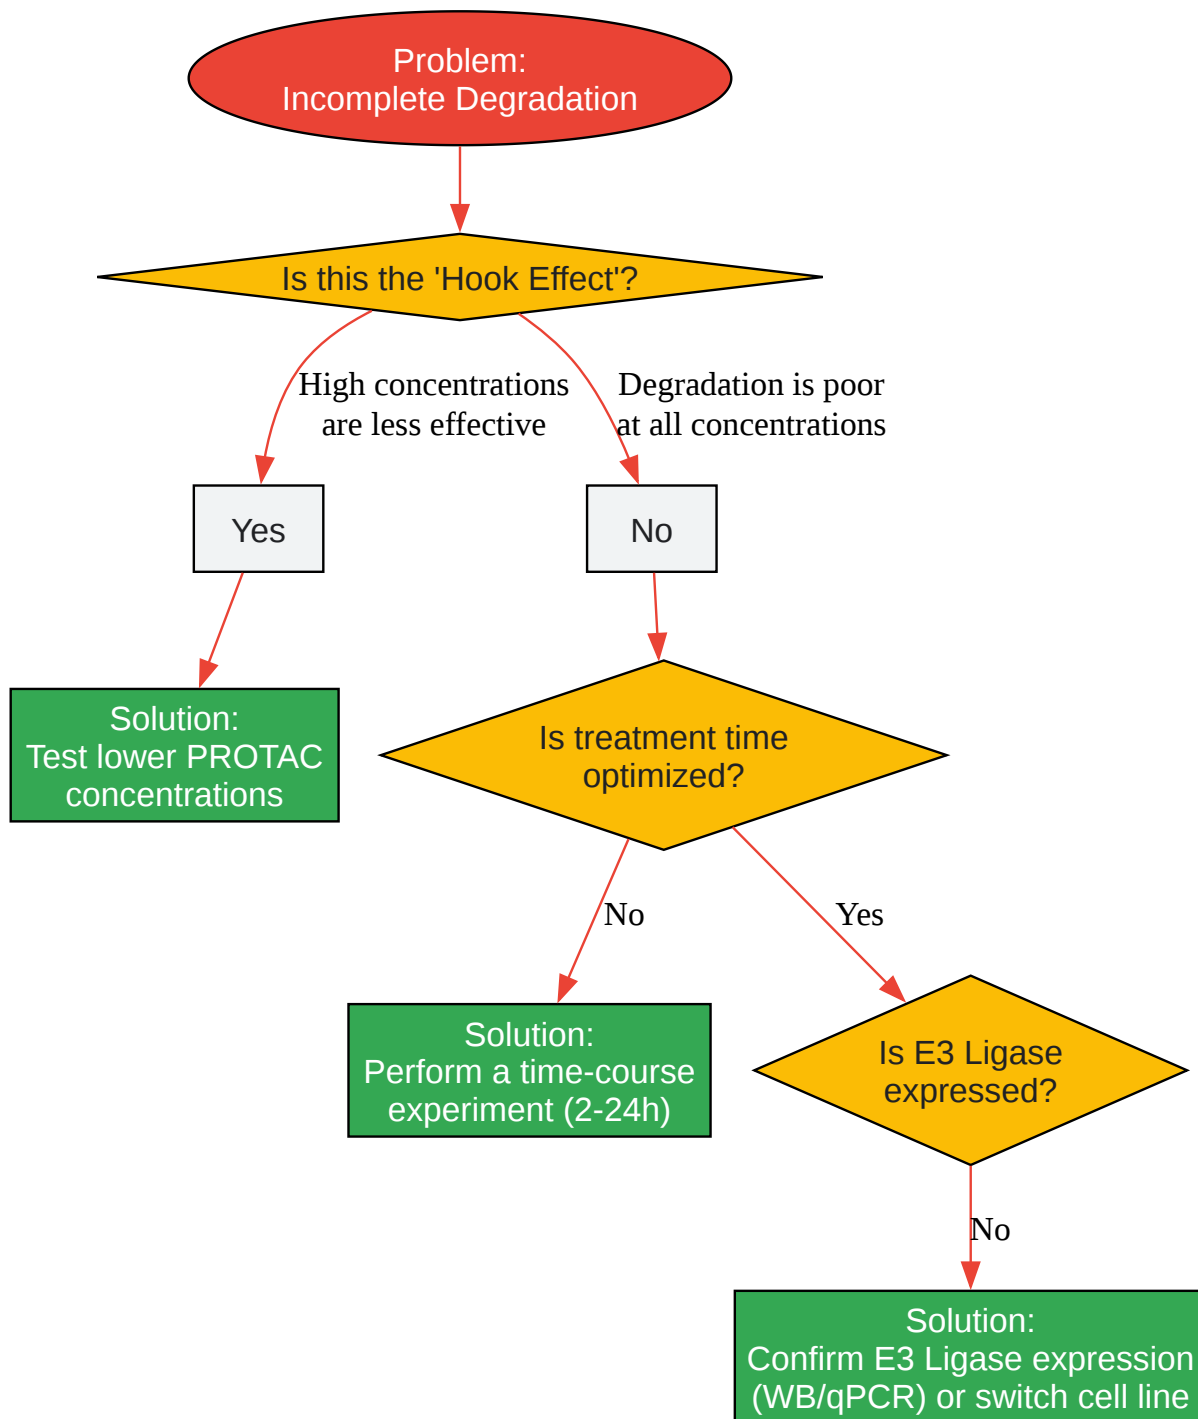 Problem:
Incomplete Degradation
Is this the 'Hook Effect'?
High concentrations
are less effective
Degradation is poor
at all concentrations
Yes
No
Solution:
Test lower PROTAC
concentrations
Is treatment time
optimized?
No
Yes
Solution:
Perform a time-course
experiment (2-24h)
Is E3 Ligase
expressed?
No
Solution:
Confirm E3 Ligase expression
(WB/qPCR) or switch cell line